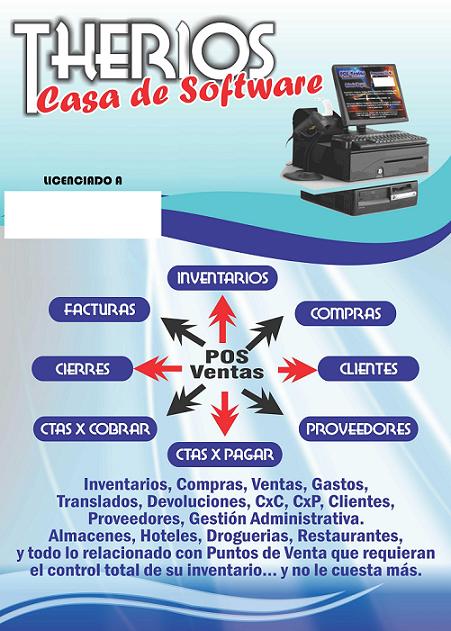 THERIOS
Casa de Software
LICENCIADO A
INVENTARIOS
FACTURAS
COMPRAS
POS
Ventas
CIERRES
CLIENTES
CTAS X COBRAR
PROVEEDORES
CTAS X PAGAR
Inventarios, Compras, Ventas, Gastos,
Translados, Devoluciones, CxC, CxP, Clientes,
Proveedores, Gestión Administrativa.
Almacenes, Hoteles, Droguerias, Restaurantes,
y todo lo relacionado con Puntos de Venta que requieran
el control total de su inventario... y no le cuesta más.